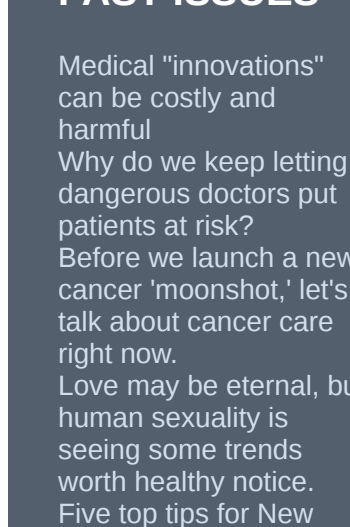 PAST ISSUES
Medical "innovations"
can be costly and
harmful
Why do we keep letting
dangerous doctors put
patients at risk?
Before we launch a new
cancer 'moonshot,' let's
talk about cancer care
right now.
Love may be eternal, bu
human sexuality is
seeing some trends
worth healthy notice.
Five top tips for New